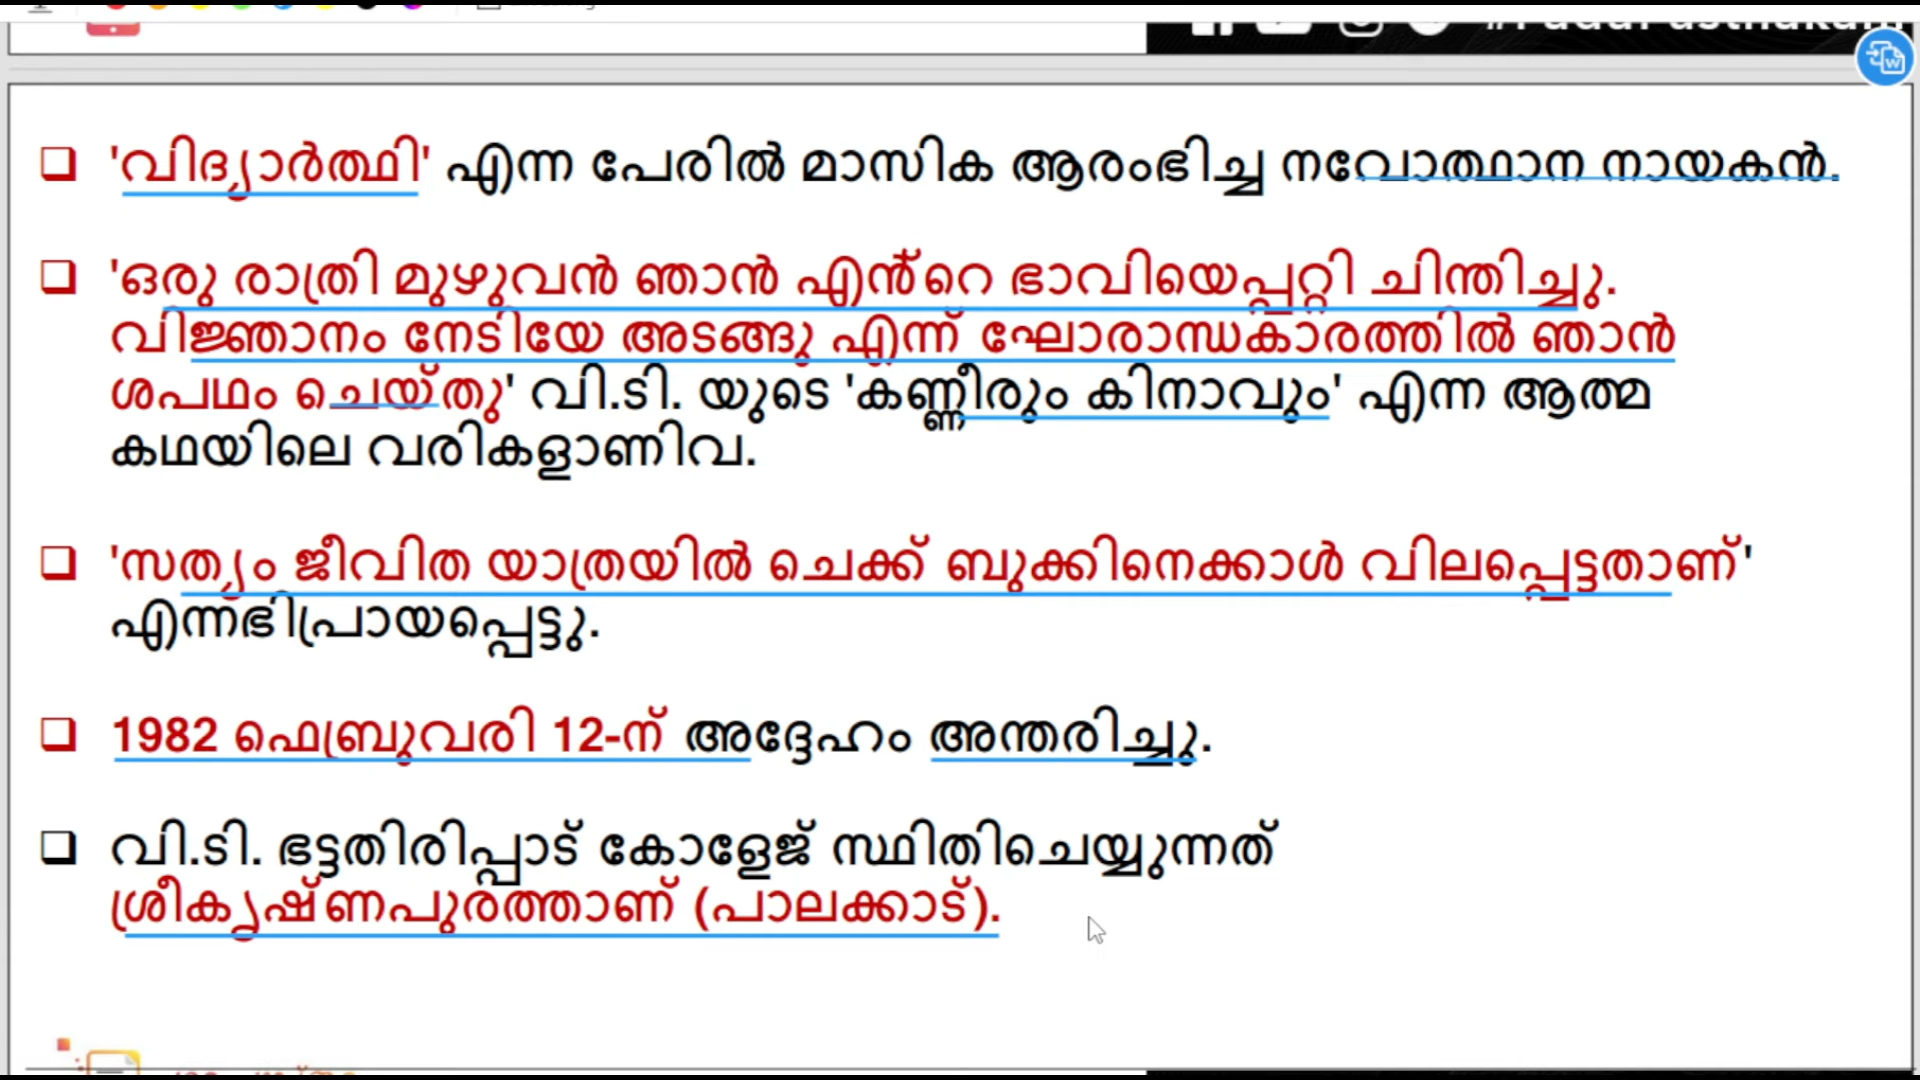 'വിദ്യാർത്ഥി' എന്ന പേരിൽ മാസിക ആരംഭിച്ച നവോത്ഥാന നായകൻ.
'ഒരു രാത്രി മുഴുവൻ ഞാൻ എൻ്റെ ഭാവിയെപ്പറ്റി ചിന്തിച്ചു.
വിജ്ഞാനം നേടിയേ അടങ്ങു എന്ന് ഘോരാന്ധകാരത്തിൽ ഞാൻ
ശപഥം ചെയ്തു' വി.ടി. യുടെ 'കണ്ണീരും കിനാവും' എന്ന ആത്മ
കഥയിലെ വരികളാണിവ.
'സത്യം ജീവിത യാത്രയിൽ ചെക്ക് ബുക്കിനെക്കാൾ വിലപ്പെട്ടതാണ്'
എന്നഭിപ്രായപ്പെട്ടു.
1982 ഫെബ്രുവരി 12-ന് അദ്ദേഹം അന്തരിച്ചു.
വി.ടി. ഭട്ടതിരിപ്പാട് കോളേജ് സ്ഥിതിചെയ്യുന്നത്
ശ്രീകൃഷ്ണപുരത്താണ് (പാലക്കാട്).